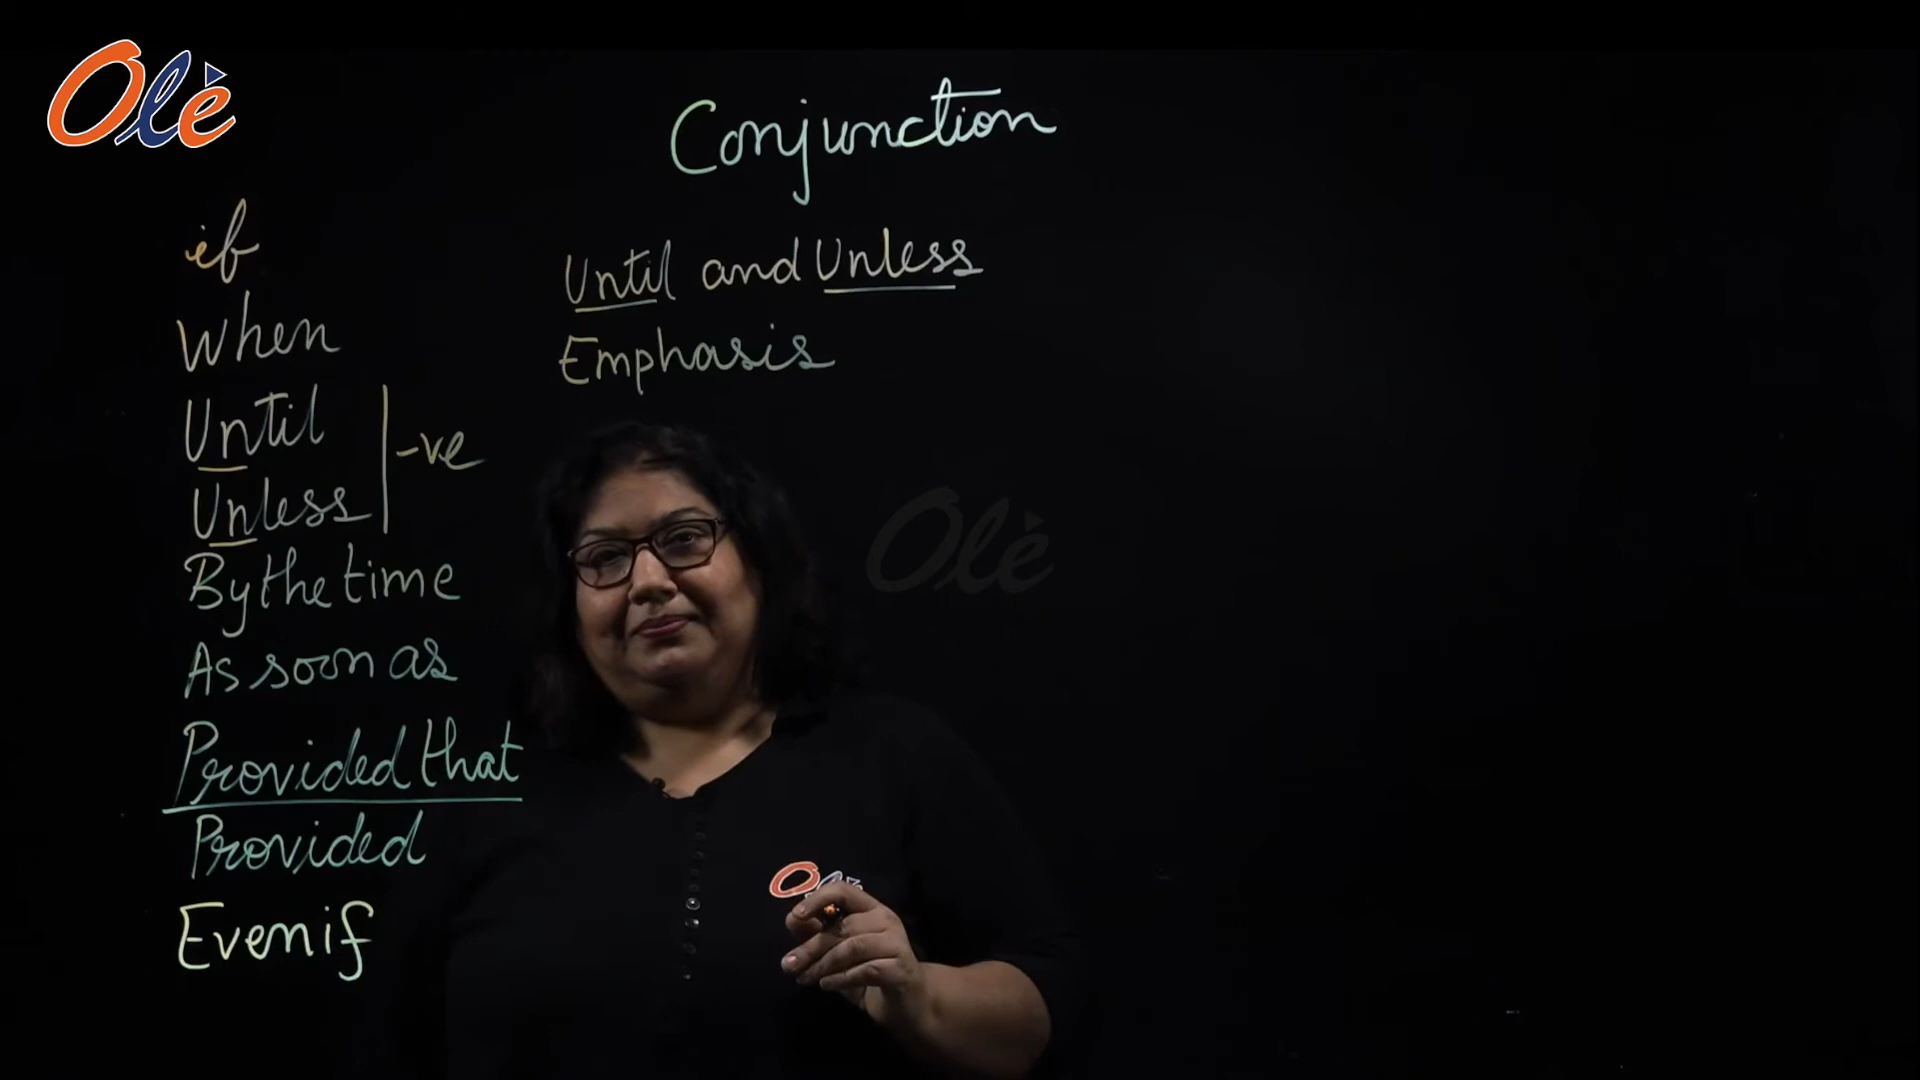 Olè
Conjunction
if
When
Until
Unless
-ve
By the time
As soon as
Provided that
Provided
Even if
Until and Unless
Emphasis
Olè